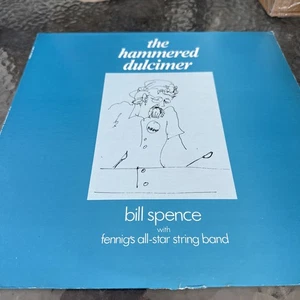 the
hammered
dulcimer
bill spence
with
fennig's all-star string band